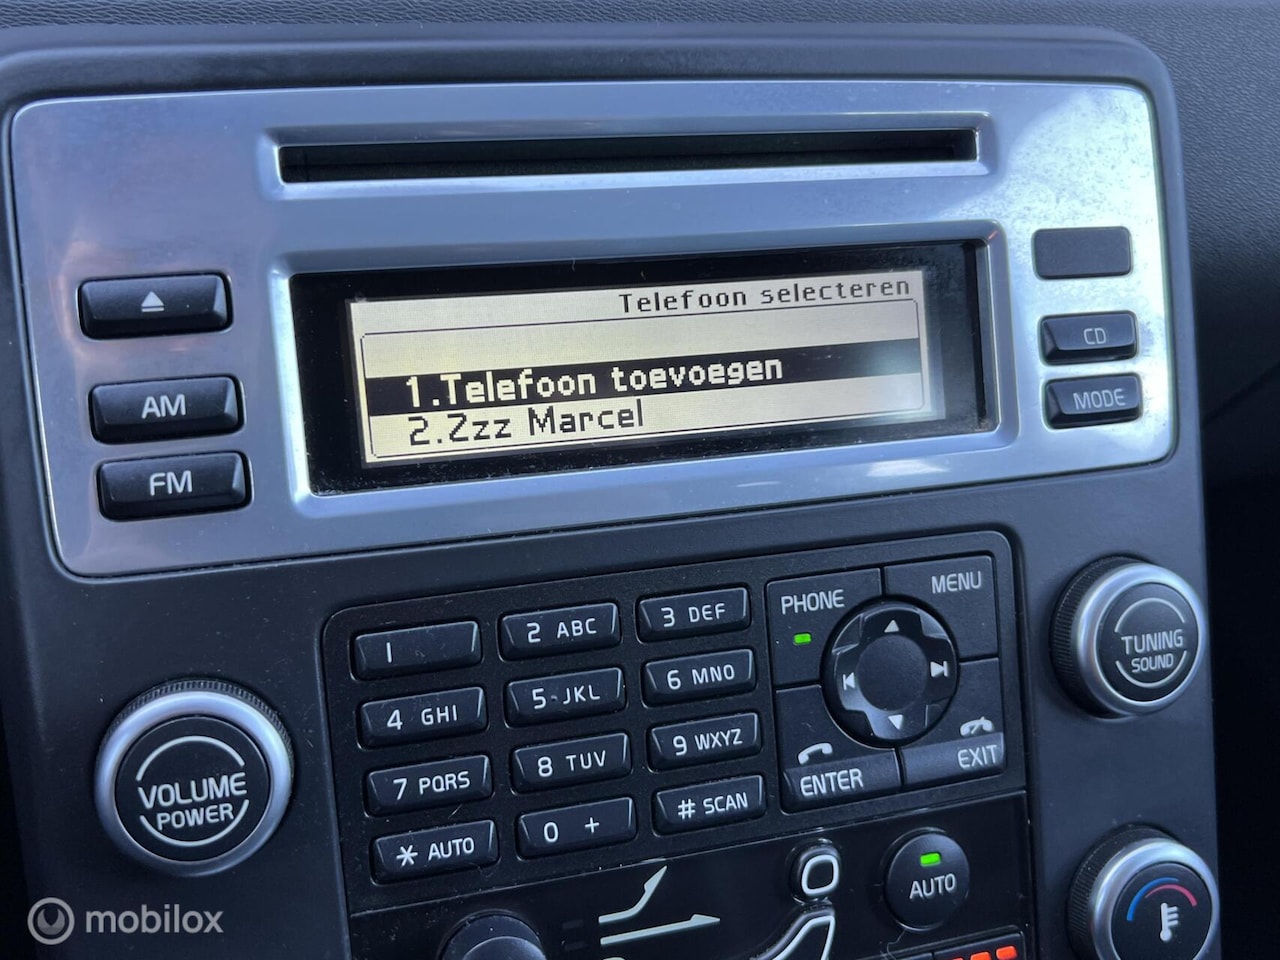 Telefoon selecteren
1.Telefoon toevoegen
2.Zzz Marcel
AM
FM
CD
MODE
PHONE
MENU
1
2 ABC
3 DEF
4 GHI
5 JKL
6 MNO
7 PQRS
8 TUV
9 WXYZ
* AUTO
0 +
# SCAN
ENTER
EXIT
VOLUME
POWER
TUNING
SOUND
AUTO
mobilox